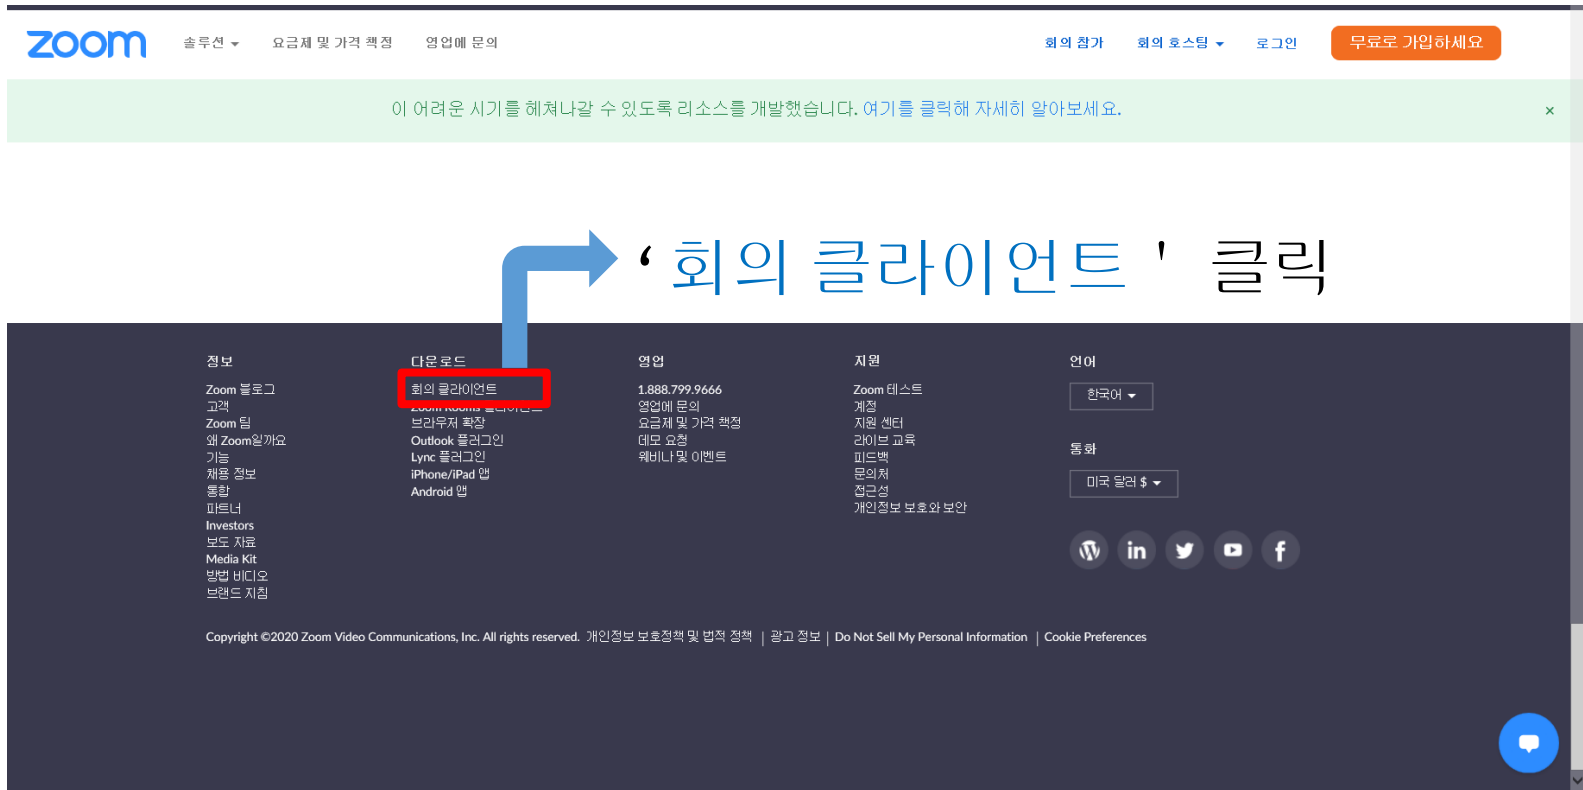 zoom 솔루션 요금제 및 가격 책정 영업에 문의 회의 참가 회의 호스팅 로그인 무료로 가입하세요
이 어려운 시기를 헤쳐나갈 수 있도록 리소스를 개발했습니다. 여기를 클릭해 자세히 알아보세요. ×
‘ 회의 클라이언트 ' 클릭
정보
Zoom 블로그
고객
Zoom 팀
왜 Zoom일까요
기능
채용 정보
통합
파트너
Investors
보도 자료
Media Kit
방법 비디오
브랜드 지침
다운로드
회의 클라이언트
Zoom Rooms 클라이언트
브라우저 확장
Outlook 플러그인
Lync 플러그인
iPhone/iPad 앱
Android 앱
영업
1.888.799.9666
영업에 문의
요금제 및 가격 책정
데모 요청
웨비나 및 이벤트
지원
Zoom 테스트
계정
지원 센터
라이브 교육
피드백
문의처
접근성
개인정보 보호와 보안
언어
한국어
통화
미국 달러 $
in f
Copyright ©2020 Zoom Video Communications, Inc. All rights reserved. 개인정보 보호정책 및 법적 정책 | 광고 정보 | Do Not Sell My Personal Information | Cookie Preferences